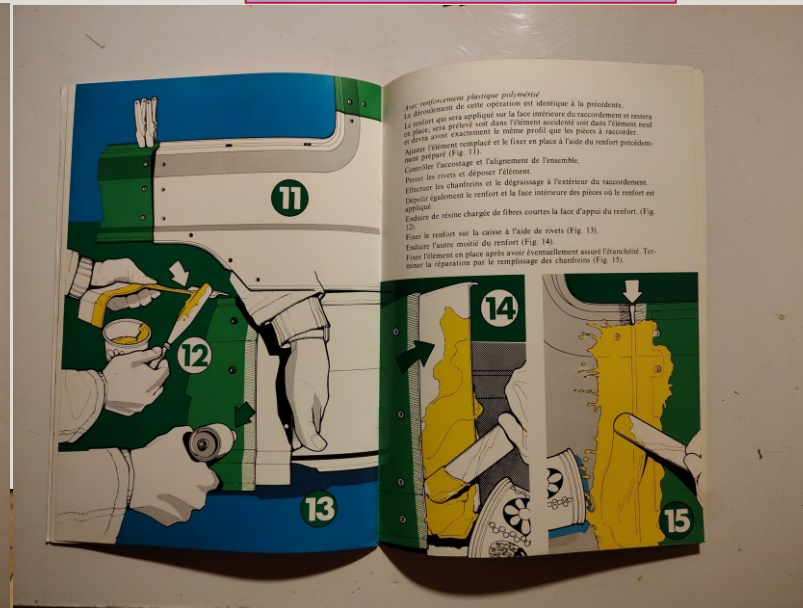 11
12
13
Avec renforcement plastique polymérisé
Le déroulement de cette opération est identique à la précédente.
Le renfort qui sera appliqué sur la face intérieure du raccordement et restera
en place, sera prélevé soit dans l'élément accidenté soit dans l'élément neuf
et devra avoir exactement le même profil que les pièces à raccorder.
Ajuster l'élément remplacé et le fixer en place à l'aide du renfort précédem-
ment préparé (Fig. 11).
Contrôler l'accostage et l'alignement de l'ensemble.
Percer les rivets et déposer l'élément.
Effectuer les chanfreins et le dégraissage à l'extérieur du raccordement.
Dépolir également le renfort et la face intérieure des pièces où le renfort est
appliqué.
Enduire de résine chargée de fibres courtes la face d'appui du renfort (Fig.
12).
Fixer le renfort sur la caisse à l'aide de rivets (Fig. 13).
Enduire l'autre moitié du renfort (Fig. 14).
Fixer l'élément en place après avoir éventuellement assuré l'étanchéité. Ter-
miner la réparation par le remplissage des chanfreins (Fig. 15).
14
15